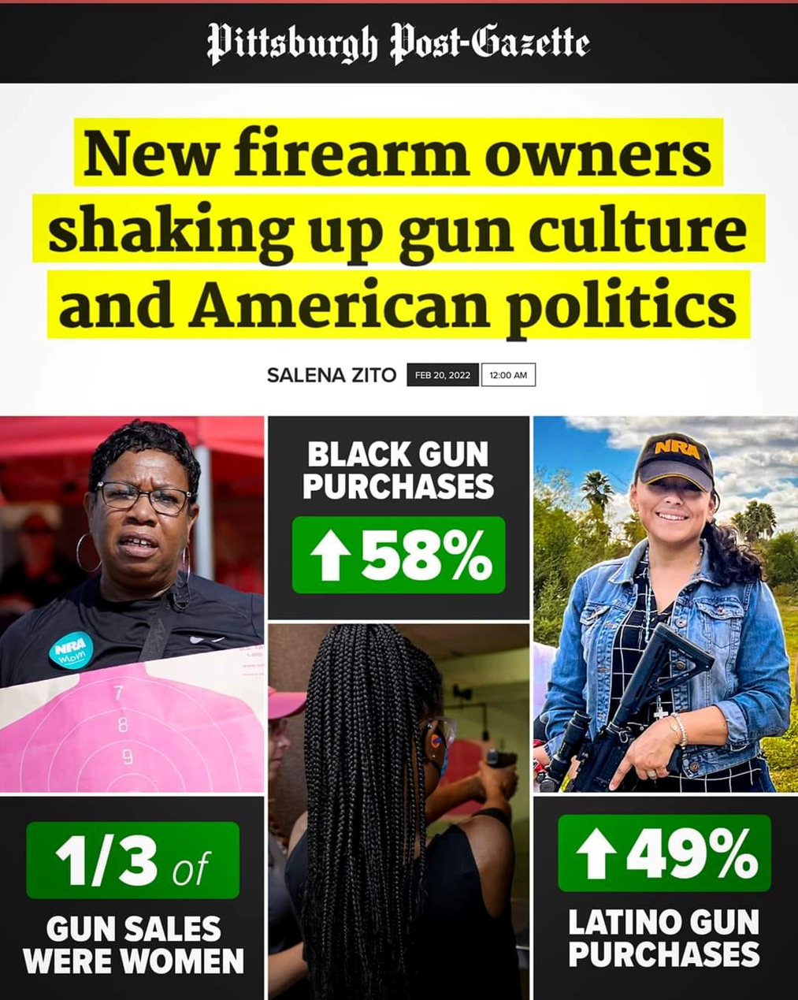 Pittsburgh Post-Gazette
New firearm owners
shaking up gun culture
and American politics
SALENA ZITO FEB 20, 2022 12:00 AM
BLACK GUN
PURCHASES
58%
NRA
NRA
mom
7
8
9
1/3 of
GUN SALES
WERE WOMEN
49%
LATINO GUN
PURCHASES